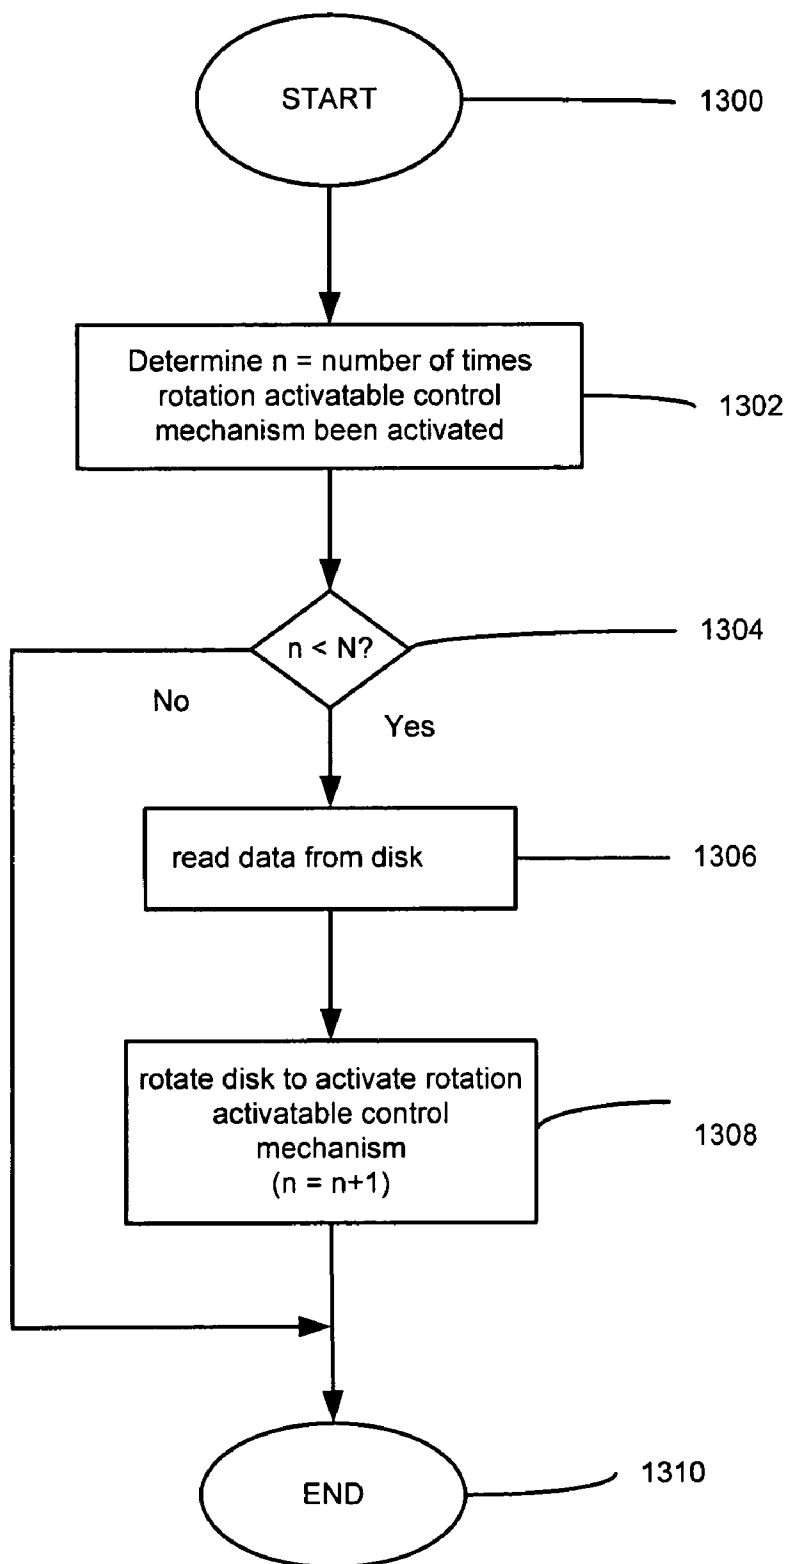 START
1300
Determine n = number of times
rotation activatable control
mechanism been activated
1302
n < N?
1304
No
Yes
read data from disk
1306
rotate disk to activate rotation
activatable control
mechanism
(n = n+1)
1308
END
1310